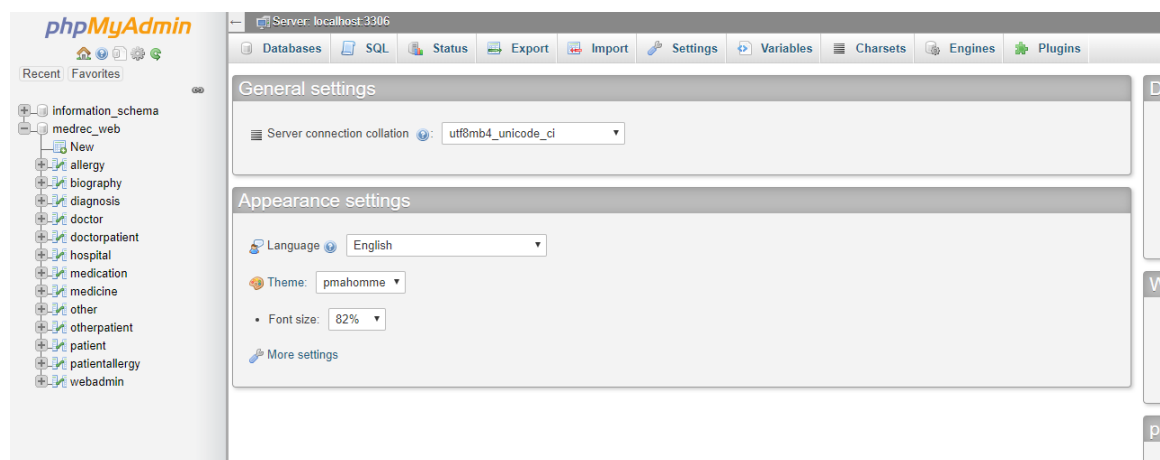 phpMyAdmin
Recent Favorites
information_schema
medrec_web
New
allergy
biography
diagnosis
doctor
doctorpatient
hospital
medication
medicine
other
otherpatient
patient
patientallergy
webadmin
Server: localhost:3306
Databases SQL Status Export Import Settings Variables Charsets Engines Plugins
General settings
Server connection collation : utf8mb4_unicode_ci
Appearance settings
Language English
Theme: pmahomme
• Font size: 82%
More settings
D
W
p